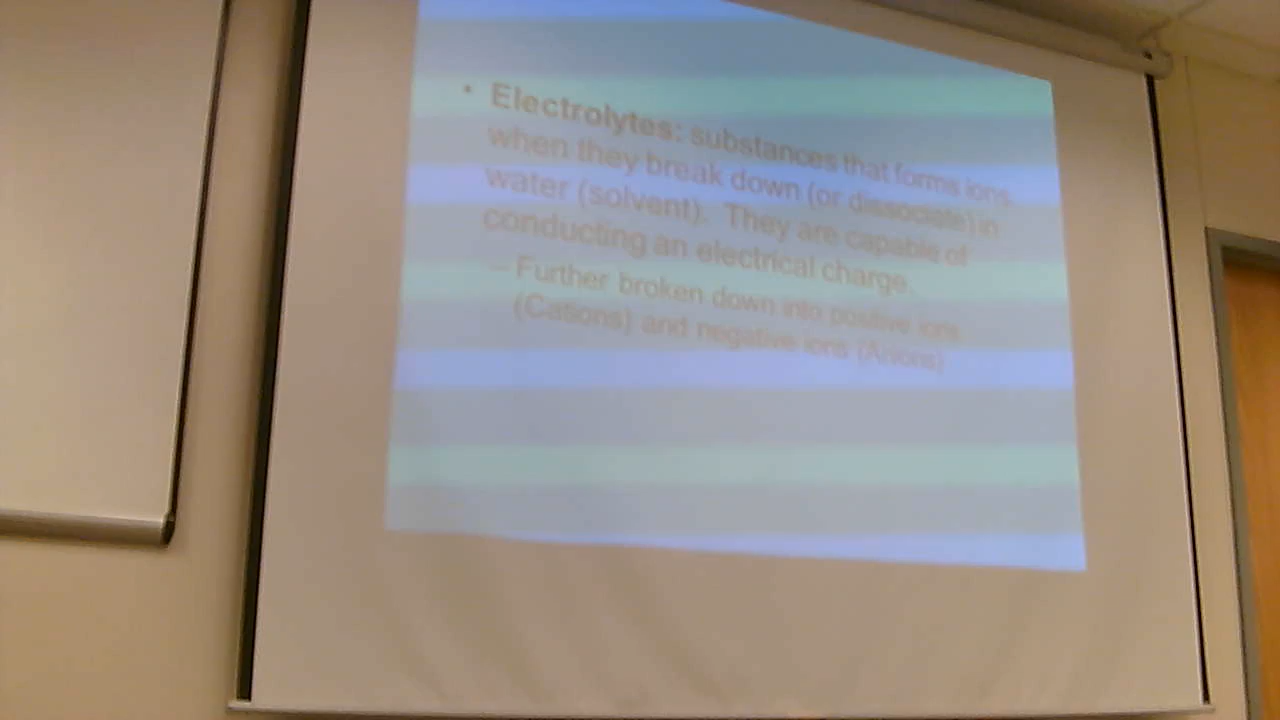 • Electrolytes: substances that forms ions
when they break down (or dissociate) in
water (solvent). They are capable of
conducting an electrical charge.
– Further broken down into positive ions
(Cations) and negative ions (Anions)